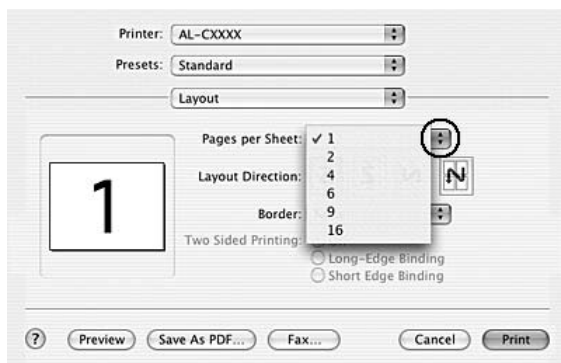 Printer: AL-CXXXX
Presets: Standard
Layout
Pages per Sheet: ✓ 1
2
4
6
9
16
Layout Direction:
Border:
Two Sided Printing:
Long-Edge Binding
Short Edge Binding
1
? Preview Save As PDF... Fax... Cancel Print